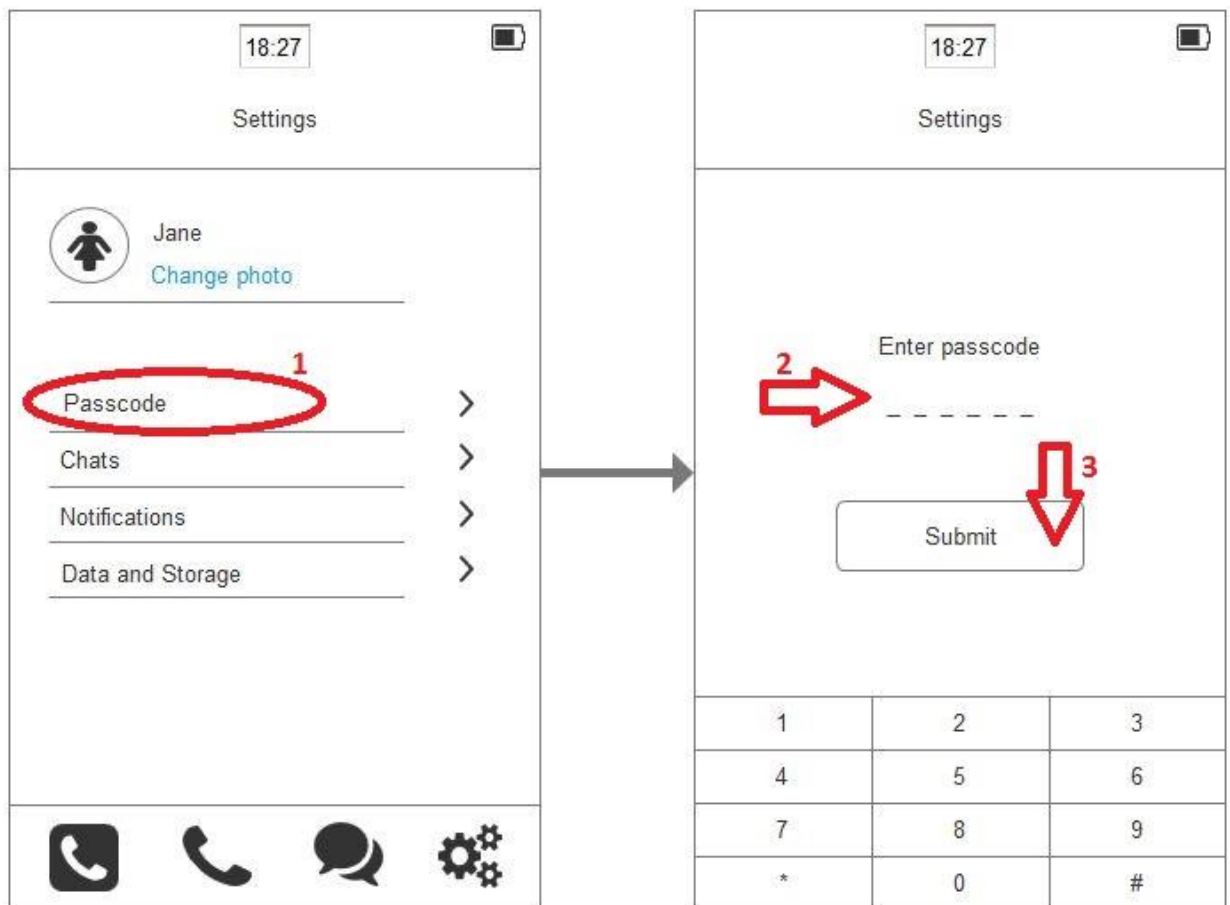 18:27
Settings
Jane
Change photo
1
Passcode
Chats
Notifications
Data and Storage
18:27
Settings
Enter passcode
2
_ _ _ _ _ _
3
Submit
1 2 3
4 5 6
7 8 9
* 0 #